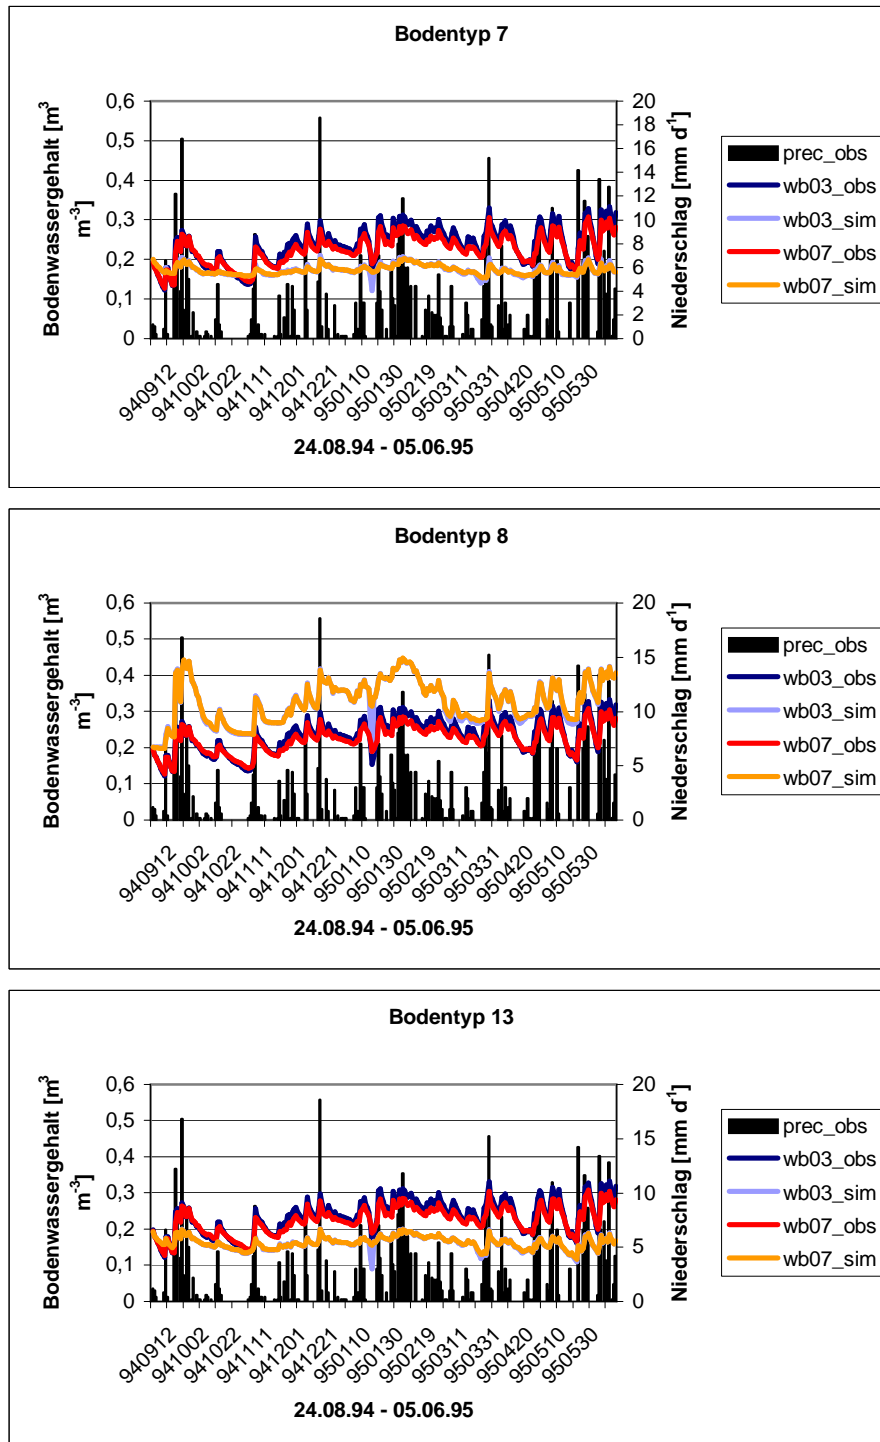 Bodentyp 7
Bodenwassergehalt [m³
m⁻³]
0,6
0,5
0,4
0,3
0,2
0,1
0
20
18
16
14
12
10
8
6
4
2
0
Niederschlag [mm d⁻¹]
940912
941002
941022
941111
941201
941221
950110
950130
950219
950311
950331
950420
950510
950530
24.08.94 - 05.06.95
prec_obs
wb03_obs
wb03_sim
wb07_obs
wb07_sim
Bodentyp 8
Bodenwassergehalt [m³
m⁻³]
0,6
0,5
0,4
0,3
0,2
0,1
0
20
15
10
5
0
Niederschlag [mm d⁻¹]
940912
941002
941022
941111
941201
941221
950110
950130
950219
950311
950331
950420
950510
950530
24.08.94 - 05.06.95
prec_obs
wb03_obs
wb03_sim
wb07_obs
wb07_sim
Bodentyp 13
Bodenwassergehalt [m³
m⁻³]
0,6
0,5
0,4
0,3
0,2
0,1
0
20
15
10
5
0
Niederschlag [mm d⁻¹]
940912
941002
941022
941111
941201
941221
950110
950130
950219
950311
950331
950420
950510
950530
24.08.94 - 05.06.95
prec_obs
wb03_obs
wb03_sim
wb07_obs
wb07_sim